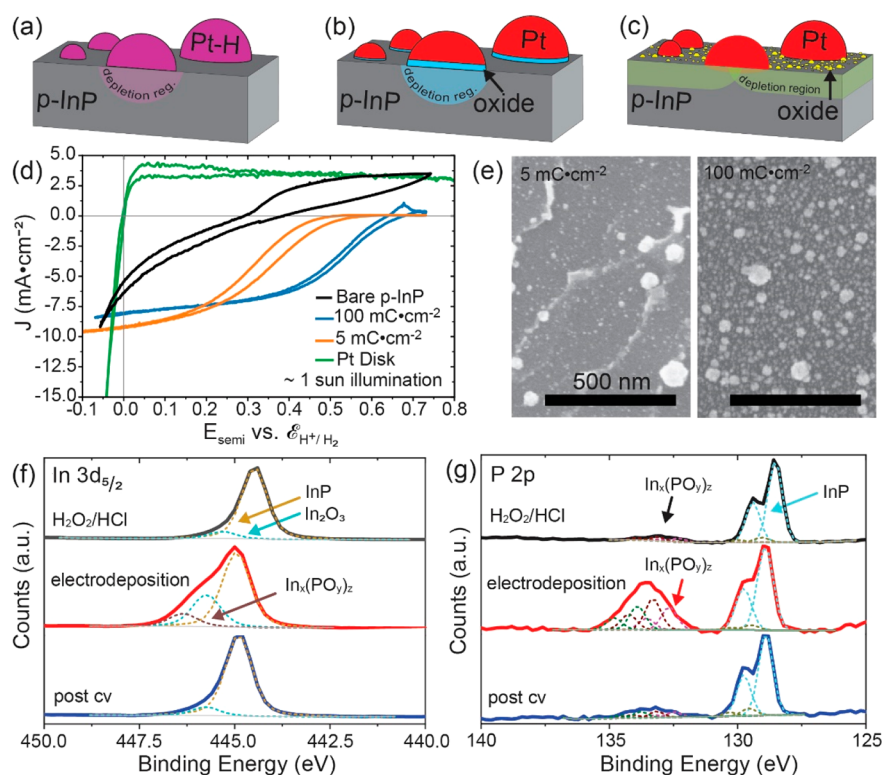 (a)
Pt-H
depletion reg.
p-InP
(b)
Pt
depletion reg.
p-InP
oxide
(c)
Pt
p-InP
depletion region
oxide
(d)
J (mA•cm⁻²)
5.0
2.5
0.0
-2.5
-5.0
-7.5
-10.0
-12.5
-15.0
Bare p-InP
100 mC•cm⁻²
5 mC•cm⁻²
Pt Disk
~ 1 sun illumination
-0.1 0.0 0.1 0.2 0.3 0.4 0.5 0.6 0.7 0.8
E_semi vs. ℰ_H⁺/H₂
(e)
5 mC•cm⁻²
100 mC•cm⁻²
500 nm
(f)
In 3d₅/₂
H₂O₂/HCl
InP
In₂O₃
electrodeposition
Inₓ(PO_y)_z
post cv
Counts (a.u.)
450.0 447.5 445.0 442.5 440.0
Binding Energy (eV)
(g)
P 2p
H₂O₂/HCl
Inₓ(PO_y)_z
InP
electrodeposition
Inₓ(PO_y)_z
post cv
Counts (a.u.)
140 135 130 125
Binding Energy (eV)